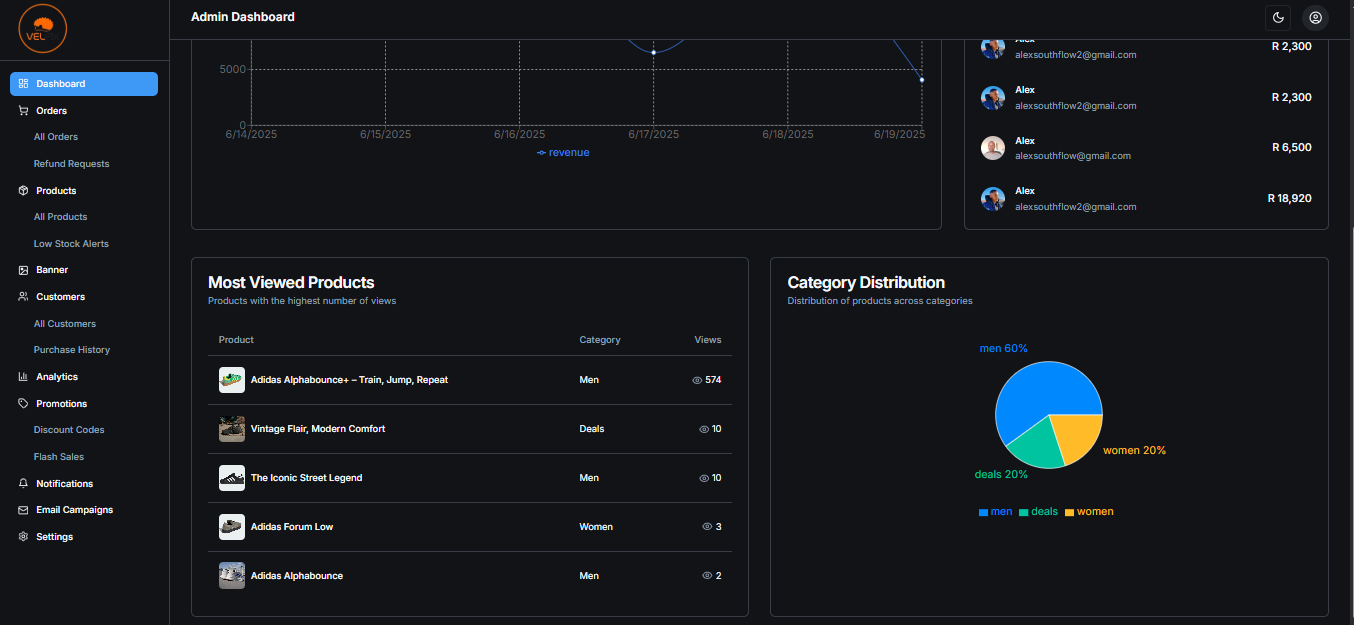 VEL
Dashboard
Orders
All Orders
Refund Requests
Products
All Products
Low Stock Alerts
Banner
Customers
All Customers
Purchase History
Analytics
Promotions
Discount Codes
Flash Sales
Notifications
Email Campaigns
Settings
Admin Dashboard
5000
0
6/14/2025 6/15/2025 6/16/2025 6/17/2025 6/18/2025 6/19/2025
revenue
Alex
alexsouthflow2@gmail.com R 2,300
Alex
alexsouthflow2@gmail.com R 2,300
Alex
alexsouthflow@gmail.com R 6,500
Alex
alexsouthflow2@gmail.com R 18,920
Most Viewed Products
Products with the highest number of views
Product Category Views
Adidas Alphabounce+ – Train, Jump, Repeat Men 574
Vintage Flair, Modern Comfort Deals 10
The Iconic Street Legend Men 10
Adidas Forum Low Women 3
Adidas Alphabounce Men 2
Category Distribution
Distribution of products across categories
men 60%
women 20%
deals 20%
men deals women